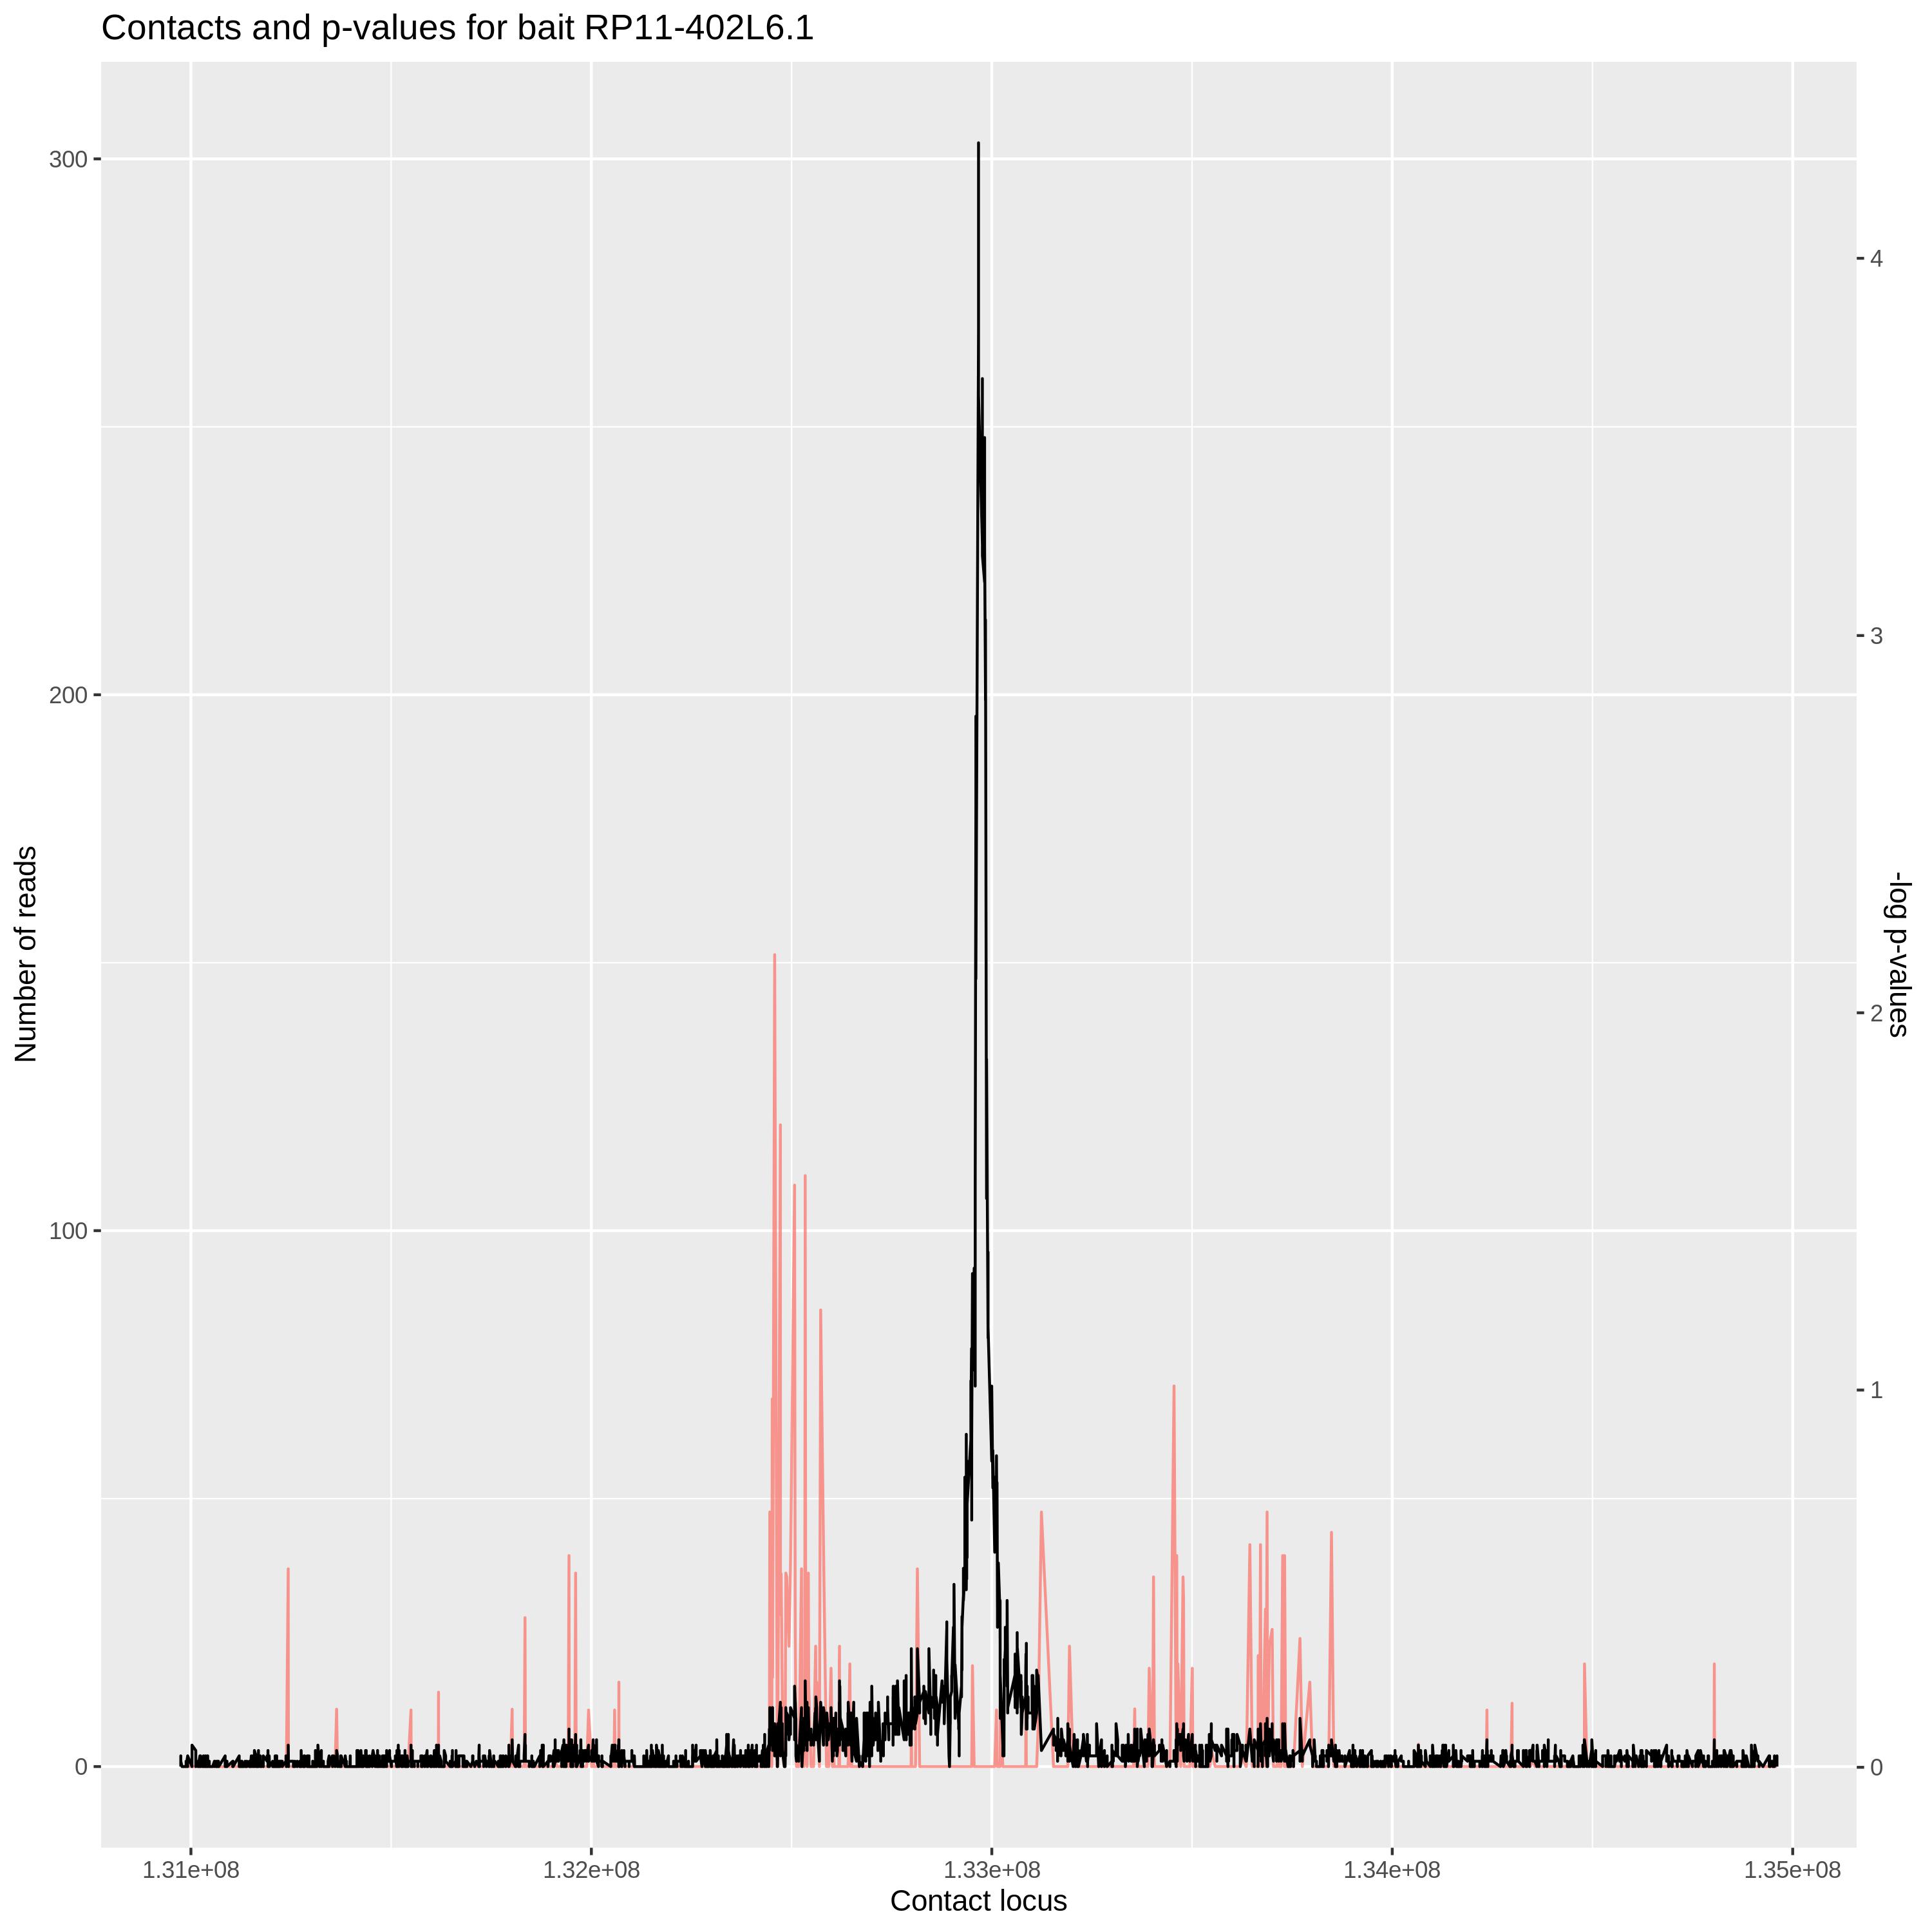 Contacts and p-values for bait RP11-402L6.1
300
200
100
0
Number of reads
4
3
2
1
0
-log p-values
1.31e+08
1.32e+08
1.33e+08
1.34e+08
1.35e+08
Contact locus